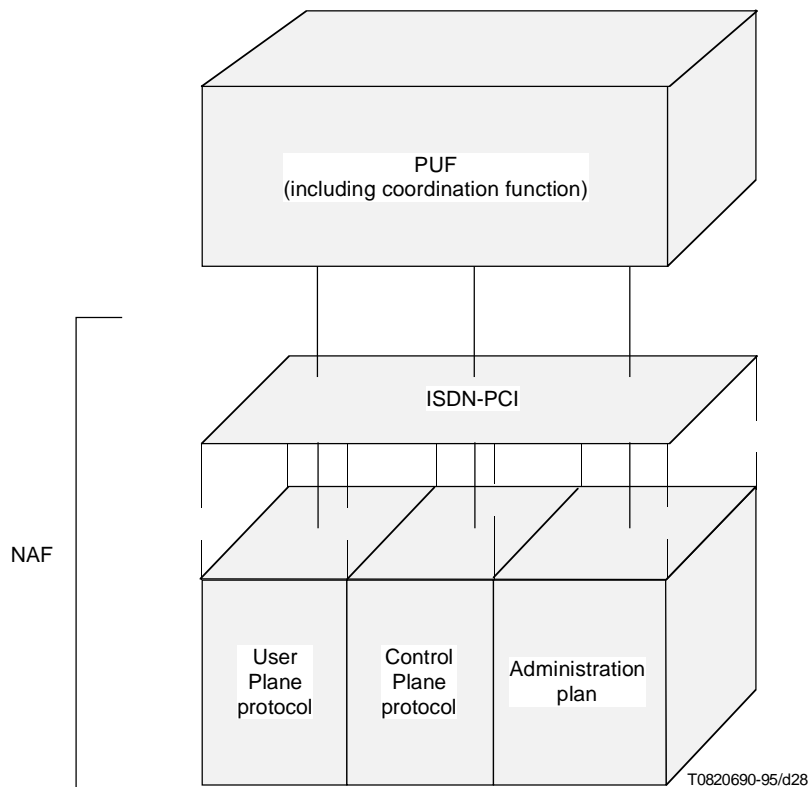 PUF
(including coordination function)
ISDN-PCI
NAF
User
Plane
protocol
Control
Plane
protocol
Administration
plan
T0820690-95/d28